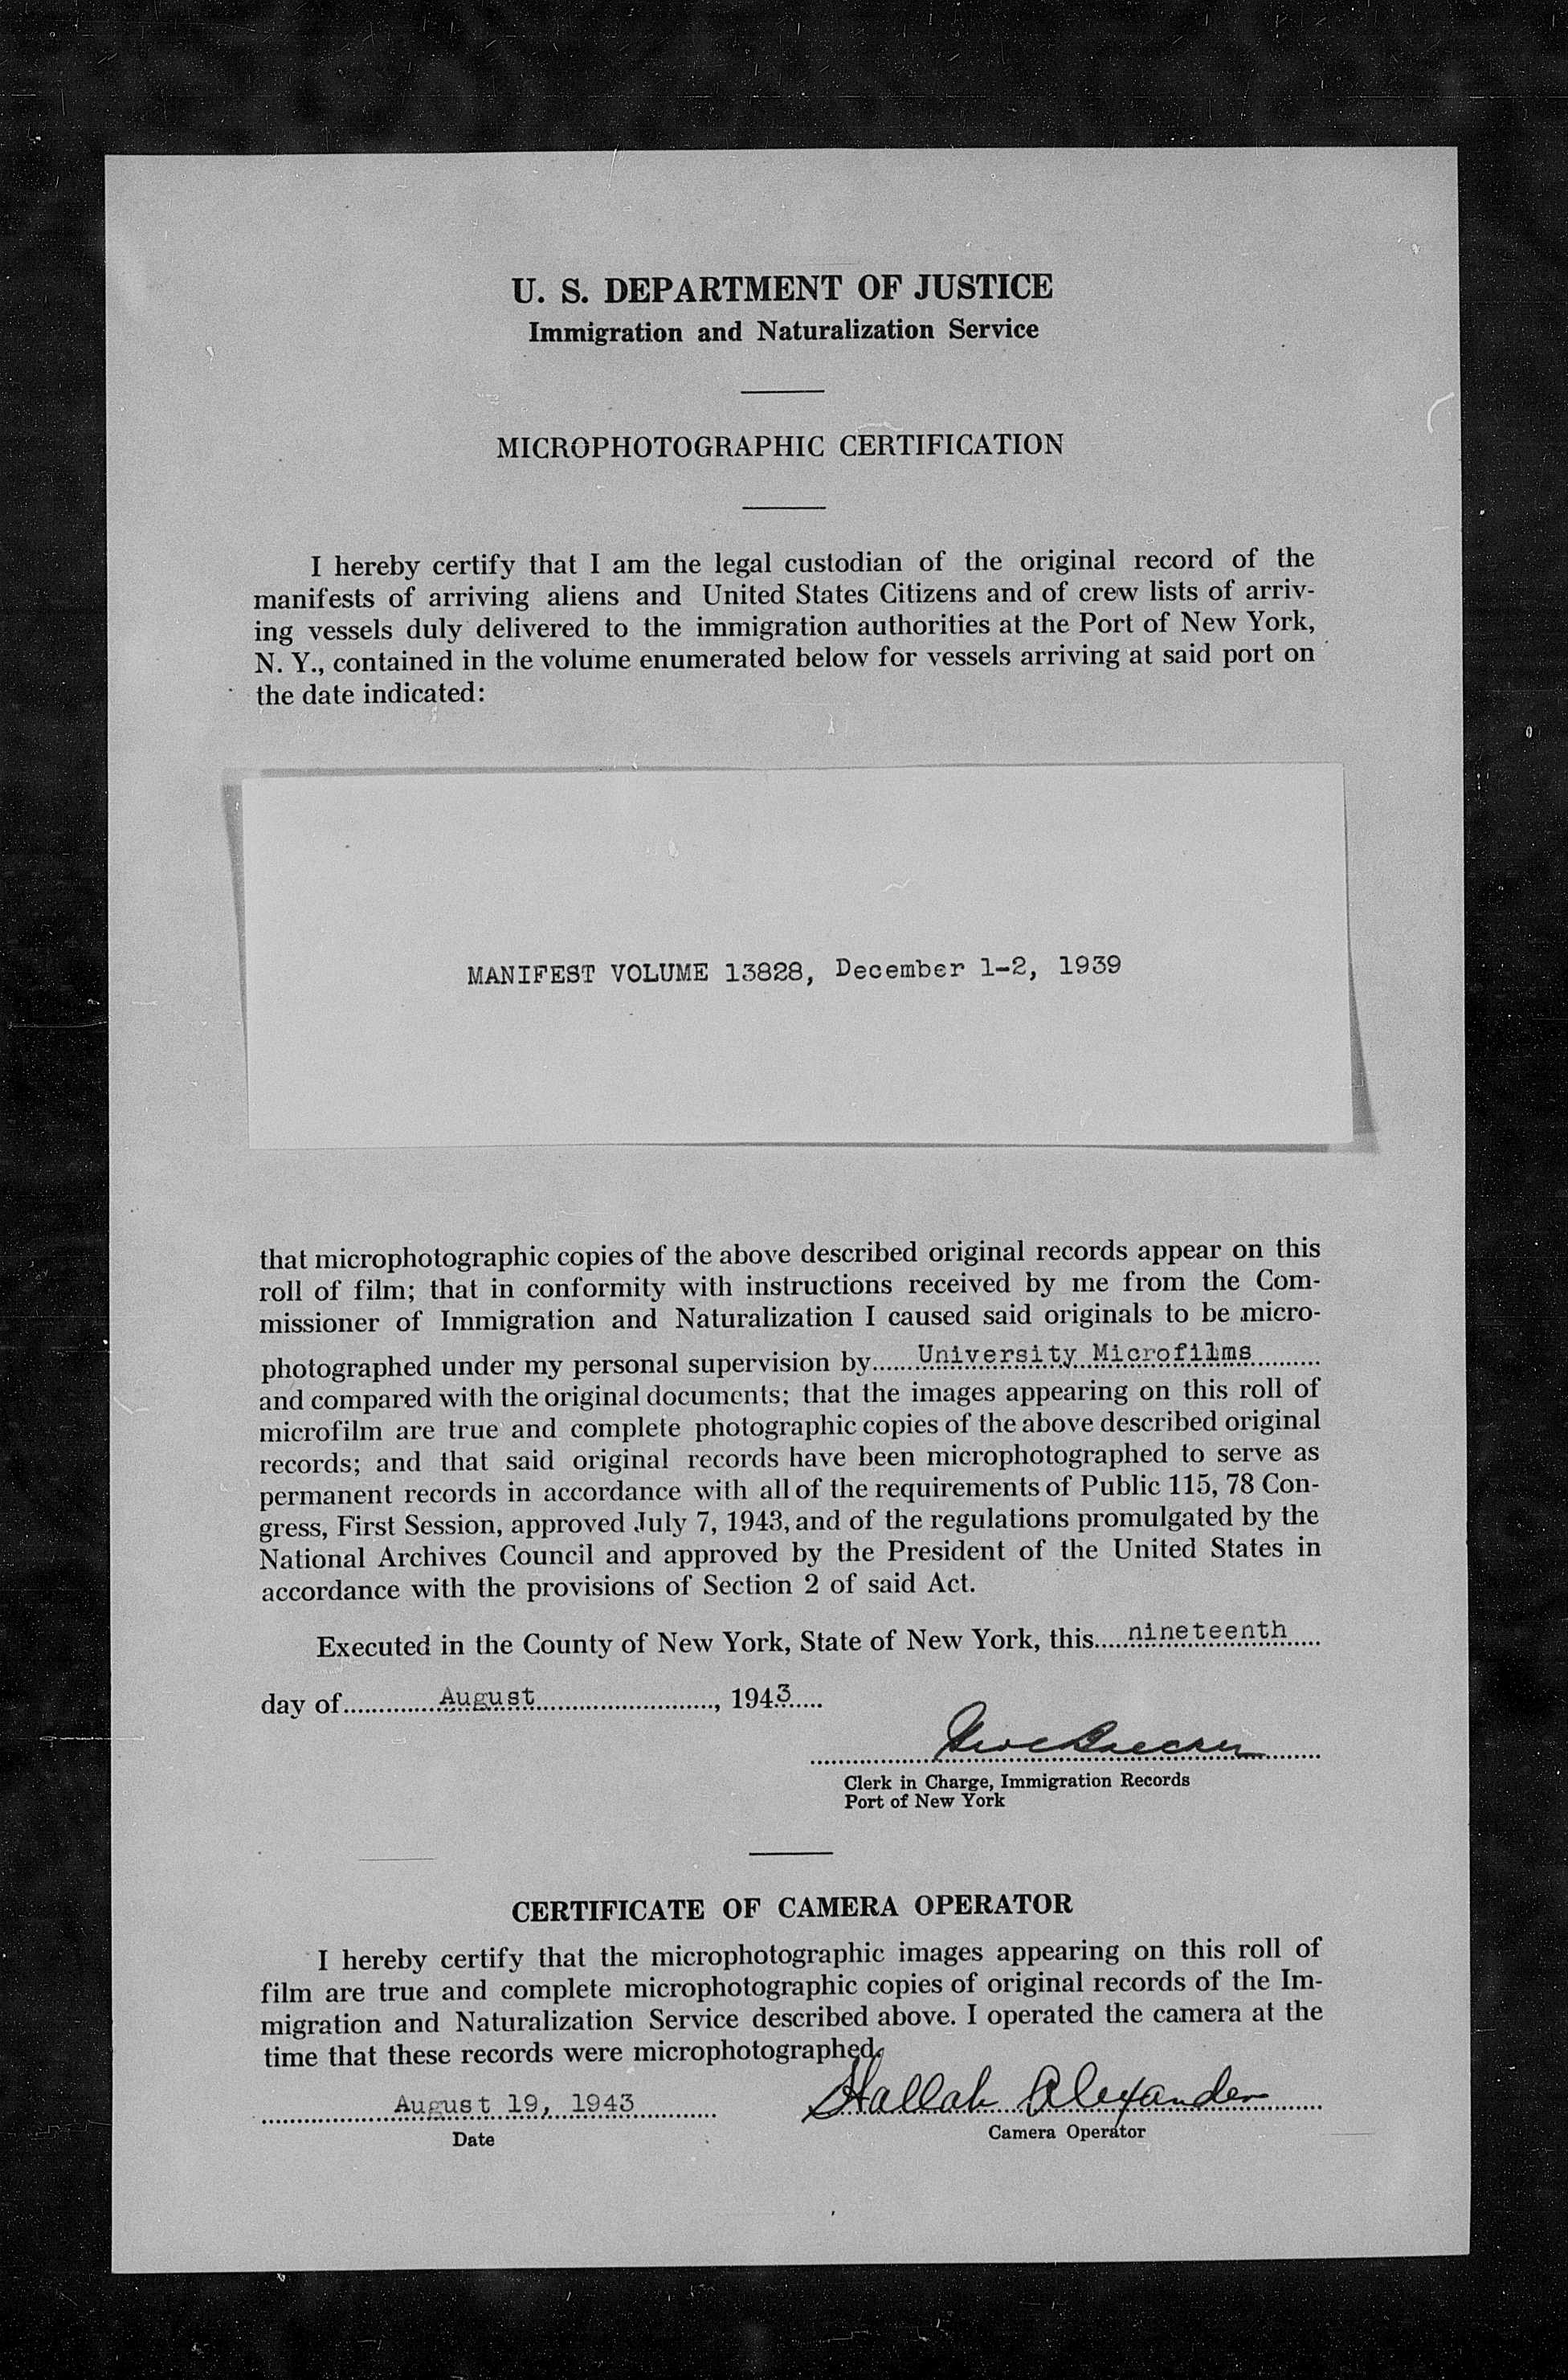 U. S. DEPARTMENT OF JUSTICE
Immigration and Naturalization Service
MICROPHOTOGRAPHIC CERTIFICATION
I hereby certify that I am the legal custodian of the original record of the
manifests of arriving aliens and United States Citizens and of crew lists of arriv-
ing vessels duly delivered to the immigration authorities at the Port of New York,
N. Y., contained in the volume enumerated below for vessels arriving at said port on
the date indicated:
MANIFEST VOLUME 13828, December 1-2, 1939
that microphotographic copies of the above described original records appear on this
roll of film; that in conformity with instructions received by me from the Com-
missioner of Immigration and Naturalization I caused said originals to be micro-
photographed under my personal supervision by University Microfilms
and compared with the original documents; that the images appearing on this roll of
microfilm are true and complete photographic copies of the above described original
records; and that said original records have been microphotographed to serve as
permanent records in accordance with all of the requirements of Public 115, 78 Con-
gress, First Session, approved July 7, 1943, and of the regulations promulgated by the
National Archives Council and approved by the President of the United States in
accordance with the provisions of Section 2 of said Act.
Executed in the County of New York, State of New York, this nineteenth
day of August, 1943
Clerk in Charge, Immigration Records
Port of New York
CERTIFICATE OF CAMERA OPERATOR
I hereby certify that the microphotographic images appearing on this roll of
film are true and complete microphotographic copies of original records of the Im-
migration and Naturalization Service described above. I operated the camera at the
time that these records were microphotographed.
August 19, 1943 Hallah Alexander
Date Camera Operator